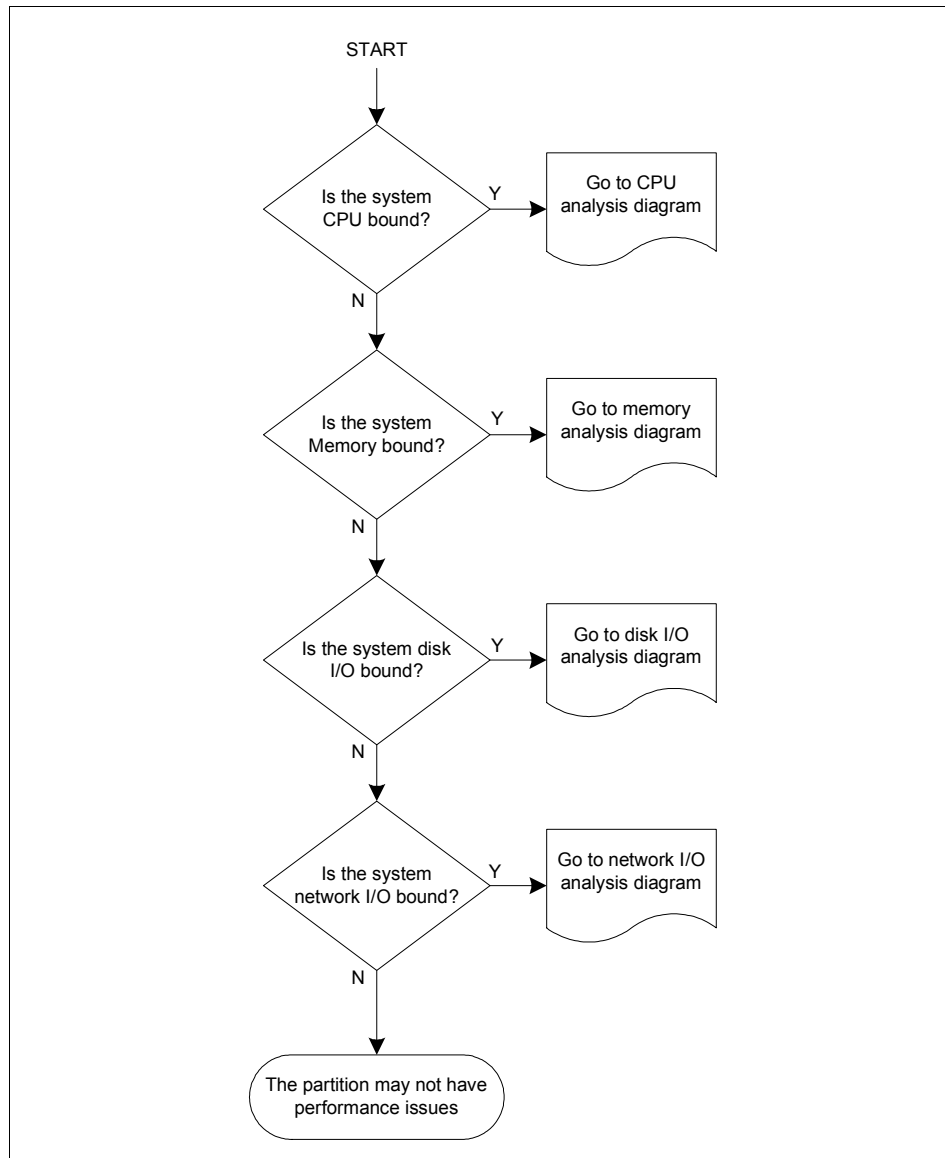 START
Is the system
CPU bound?
Y
Go to CPU
analysis diagram
N
Is the system
Memory bound?
Y
Go to memory
analysis diagram
N
Is the system disk
I/O bound?
Y
Go to disk I/O
analysis diagram
N
Is the system
network I/O bound?
Y
Go to network I/O
analysis diagram
N
The partition may not have
performance issues